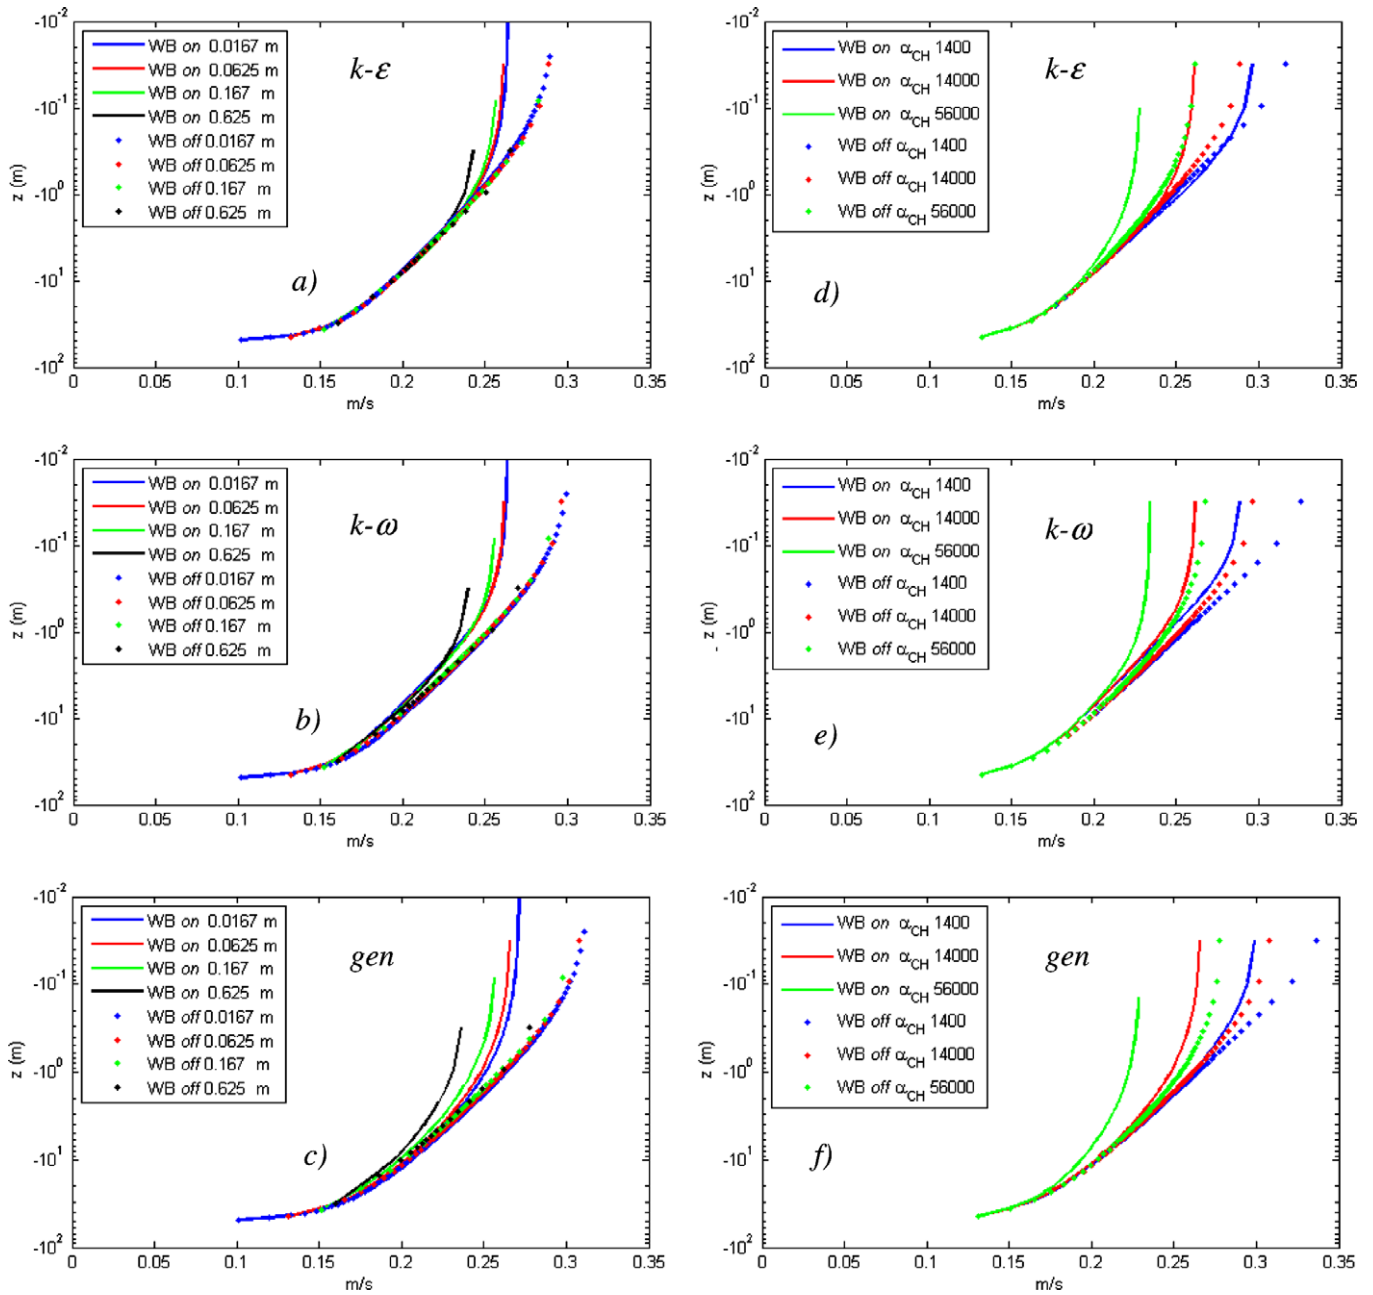 -10^-2
-10^-1
-10^0
-10^1
-10^2
z (m)
WB on 0.0167 m
WB on 0.0625 m
WB on 0.167 m
WB on 0.625 m
WB off 0.0167 m
WB off 0.0625 m
WB off 0.167 m
WB off 0.625 m
k-ε
a)
0 0.05 0.1 0.15 0.2 0.25 0.3 0.35
m/s
-10^-2
-10^-1
-10^0
-10^1
-10^2
z (m)
WB on α_CH 1400
WB on α_CH 14000
WB on α_CH 56000
WB off α_CH 1400
WB off α_CH 14000
WB off α_CH 56000
k-ε
d)
0 0.05 0.1 0.15 0.2 0.25 0.3 0.35
m/s
-10^-2
-10^-1
-10^0
-10^1
-10^2
z (m)
WB on 0.0167 m
WB on 0.0625 m
WB on 0.167 m
WB on 0.625 m
WB off 0.0167 m
WB off 0.0625 m
WB off 0.167 m
WB off 0.625 m
k-ω
b)
0 0.05 0.1 0.15 0.2 0.25 0.3 0.35
m/s
-10^-2
-10^-1
-10^0
-10^1
-10^2
- z (m)
WB on α_CH 1400
WB on α_CH 14000
WB on α_CH 56000
WB off α_CH 1400
WB off α_CH 14000
WB off α_CH 56000
k-ω
e)
0 0.05 0.1 0.15 0.2 0.25 0.3 0.35
m/s
-10^-2
-10^-1
-10^0
-10^1
-10^2
z (m)
WB on 0.0167 m
WB on 0.0625 m
WB on 0.167 m
WB on 0.625 m
WB off 0.0167 m
WB off 0.0625 m
WB off 0.167 m
WB off 0.625 m
gen
c)
0 0.05 0.1 0.15 0.2 0.25 0.3 0.35
m/s
-10^-2
-10^-1
-10^0
-10^1
-10^2
z (m)
WB on α_CH 1400
WB on α_CH 14000
WB on α_CH 56000
WB off α_CH 1400
WB off α_CH 14000
WB off α_CH 56000
gen
f)
0 0.05 0.1 0.15 0.2 0.25 0.3 0.35
m/s